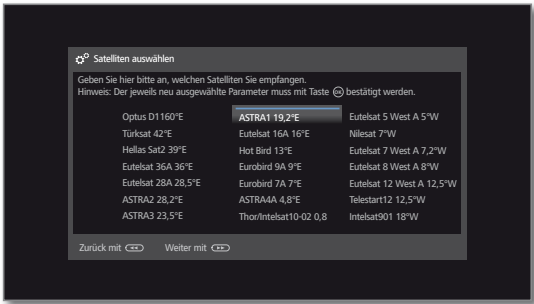 Satelliten auswählen
Geben Sie hier bitte an, welchen Satelliten Sie empfangen.
Hinweis: Der jeweils neu ausgewählte Parameter muss mit Taste OK bestätigt werden.
Optus D1160°E ASTRA1 19,2°E Eutelsat 5 West A 5°W
Türksat 42°E Eutelsat 16A 16°E Nilesat 7°W
Hellas Sat2 39°E Hot Bird 13°E Eutelsat 7 West A 7,2°W
Eutelsat 36A 36°E Eurobird 9A 9°E Eutelsat 8 West A 8°W
Eutelsat 28A 28,5°E Eurobird 7A 7°E Eutelsat 12 West A 12,5°W
ASTRA2 28,2°E ASTRA4A 4,8°E Telestart12 12,5°W
ASTRA3 23,5°E Thor/Intelsat10-02 0,8 Intelsat901 18°W
Zurück mit Weiter mit